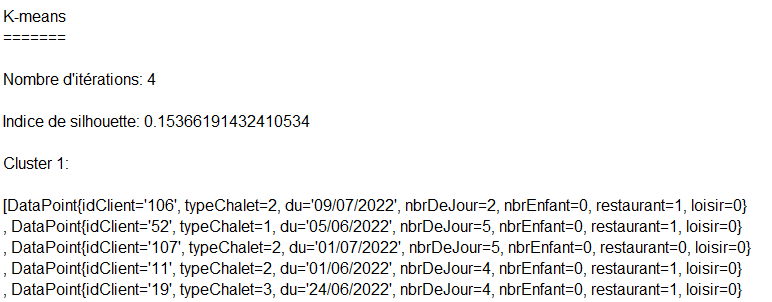 K-means
=======
Nombre d'itérations: 4
Indice de silhouette: 0.15366191432410534
Cluster 1:
[DataPoint{idClient='106', typeChalet=2, du='09/07/2022', nbrDeJour=2, nbrEnfant=0, restaurant=1, loisir=0}
, DataPoint{idClient='52', typeChalet=1, du='05/06/2022', nbrDeJour=5, nbrEnfant=0, restaurant=1, loisir=0}
, DataPoint{idClient='107', typeChalet=2, du='01/07/2022', nbrDeJour=5, nbrEnfant=0, restaurant=0, loisir=0}
, DataPoint{idClient='11', typeChalet=2, du='01/06/2022', nbrDeJour=4, nbrEnfant=0, restaurant=1, loisir=0}
, DataPoint{idClient='19', typeChalet=3, du='24/06/2022', nbrDeJour=4, nbrEnfant=0, restaurant=1, loisir=0}